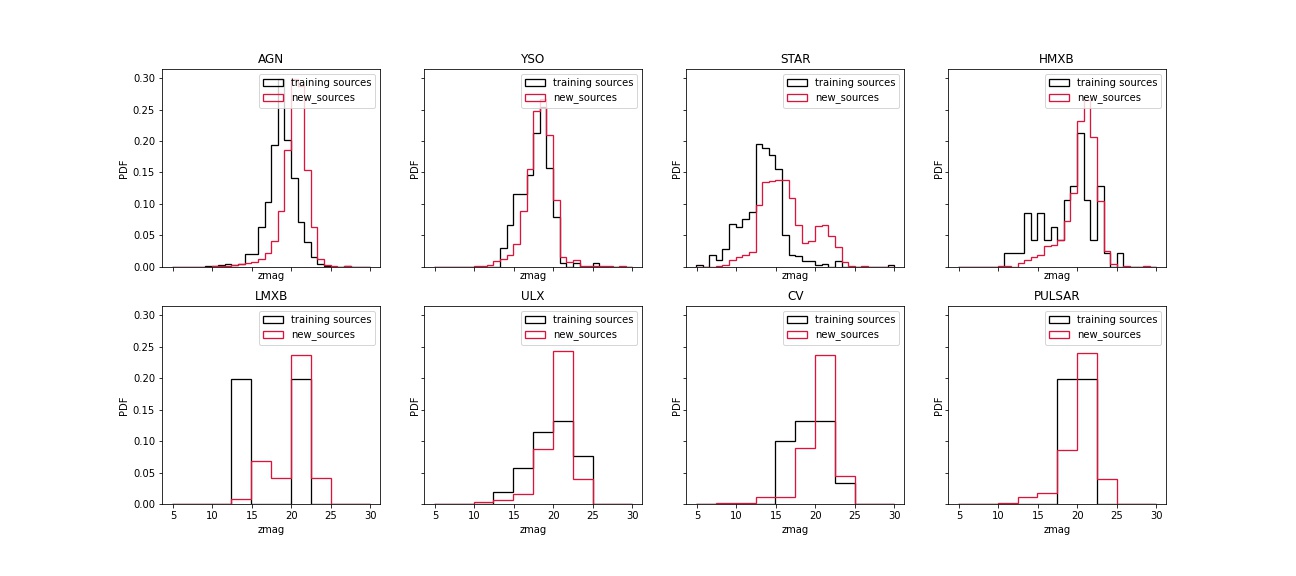 AGN
YSO
STAR
HMXB
training sources
new_sources
training sources
new_sources
training sources
new_sources
training sources
new_sources
0.30
0.25
0.20
0.15
0.10
0.05
0.00
PDF
PDF
PDF
PDF
zmag
zmag
zmag
zmag
LMXB
ULX
CV
PULSAR
training sources
new_sources
training sources
new_sources
training sources
new_sources
training sources
new_sources
0.30
0.25
0.20
0.15
0.10
0.05
0.00
PDF
PDF
PDF
PDF
5 10 15 20 25 30
5 10 15 20 25 30
5 10 15 20 25 30
5 10 15 20 25 30
zmag
zmag
zmag
zmag